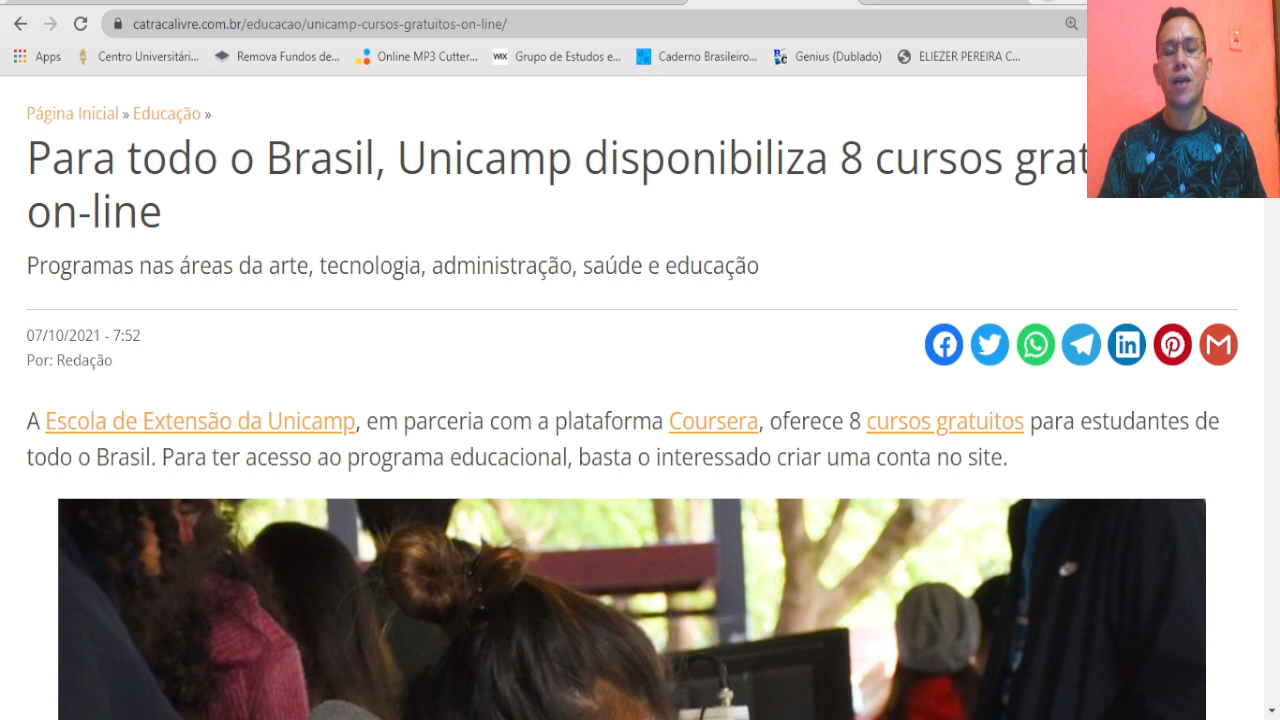 catracalivre.com.br/educacao/unicamp-cursos-gratuitos-on-line/
Apps Centro Universitári... Remova Fundos de... Online MP3 Cutter... WIX Grupo de Estudos e... Caderno Brasileiro... Genius (Dublado) ELIEZER PEREIRA C...
Página Inicial » Educação »
Para todo o Brasil, Unicamp disponibiliza 8 cursos grat
on-line
Programas nas áreas da arte, tecnologia, administração, saúde e educação
07/10/2021 - 7:52
Por: Redação
A Escola de Extensão da Unicamp, em parceria com a plataforma Coursera, oferece 8 cursos gratuitos para estudantes de
todo o Brasil. Para ter acesso ao programa educacional, basta o interessado criar uma conta no site.